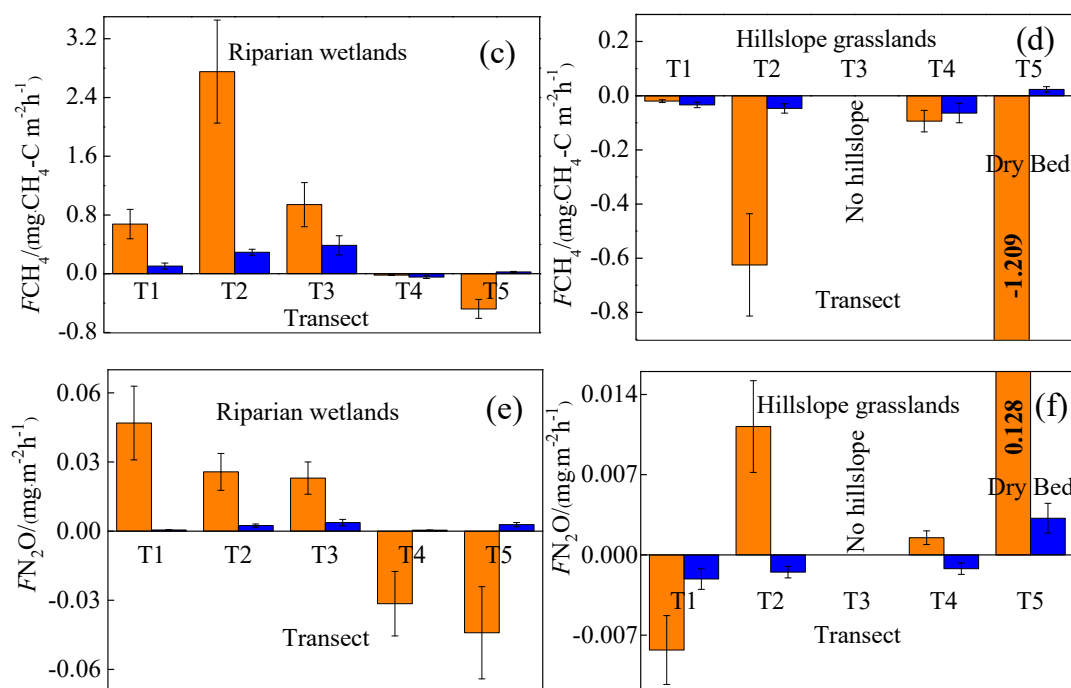 FCH₄/(mg·CH₄-C m⁻²h⁻¹)
3.2
2.4
1.6
0.8
0.0
-0.8
Riparian wetlands
(c)
T1 T2 T3 T4 T5
Transect
FCH₄/(mg·CH₄-C m⁻²h⁻¹)
0.2
0.0
-0.2
-0.4
-0.6
-0.8
Hillslope grasslands
(d)
T1 T2 T3 T4 T5
No hillslope
Dry Bed
-1.209
Transect
FN₂O/(mg·m⁻²h⁻¹)
0.06
0.03
0.00
-0.03
-0.06
Riparian wetlands
(e)
T1 T2 T3 T4 T5
Transect
FN₂O/(mg·m⁻²h⁻¹)
0.014
0.007
0.000
-0.007
Hillslope grasslands
(f)
No hillslope
0.128
Dry Bed
T1 T2 T3 T4 T5
Transect